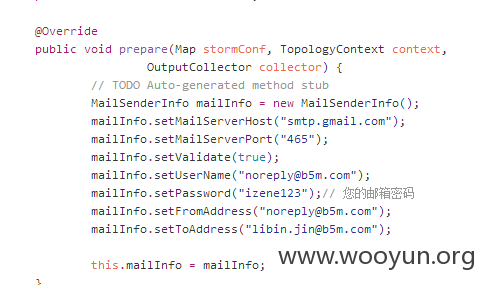 @Override
public void prepare(Map stormConf, TopologyContext context,
OutputCollector collector) {
// TODO Auto-generated method stub
MailSenderInfo mailInfo = new MailSenderInfo();
mailInfo.setMailServerHost("smtp.gmail.com");
mailInfo.setMailServerPort("465");
mailInfo.setValidate(true);
mailInfo.setUserName("noreply@b5m.com");
mailInfo.setPassword("izene123");// 您的邮箱密码
mailInfo.setFromAddress("noreply@b5m.com");
mailInfo.setToAddress("libin.jin@b5m.com");
this.mailInfo = mailInfo;
}
www.wooyun.org